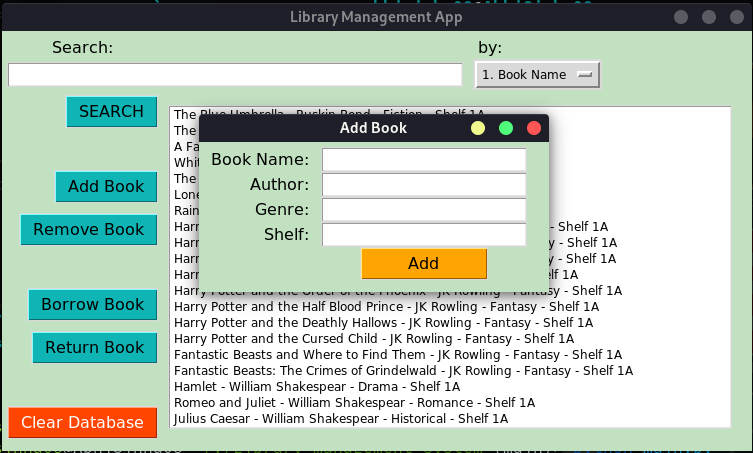 Library Management App
Search:
by:
1. Book Name
SEARCH
Add Book
Remove Book
Borrow Book
Return Book
Clear Database
The Blue Umbrella - Ruskin Bond - Fiction - Shelf 1A
The
A Fa
Whit
The
Lone
Rain
Harr - Shelf 1A
Harr y - Shelf 1A
Harr - Shelf 1A
Harr elf 1A
Harry Potter and the Order of the Phoenix - JK Rowling - Fantasy - Shelf 1A
Harry Potter and the Half Blood Prince - JK Rowling - Fantasy - Shelf 1A
Harry Potter and the Deathly Hallows - JK Rowling - Fantasy - Shelf 1A
Harry Potter and the Cursed Child - JK Rowling - Fantasy - Shelf 1A
Fantastic Beasts and Where to Find Them - JK Rowling - Fantasy - Shelf 1A
Fantastic Beasts: The Crimes of Grindelwald - JK Rowling - Fantasy - Shelf 1A
Hamlet - William Shakespear - Drama - Shelf 1A
Romeo and Juliet - William Shakespear - Romance - Shelf 1A
Julius Caesar - William Shakespear - Historical - Shelf 1A
Add Book
Book Name:
Author:
Genre:
Shelf:
Add